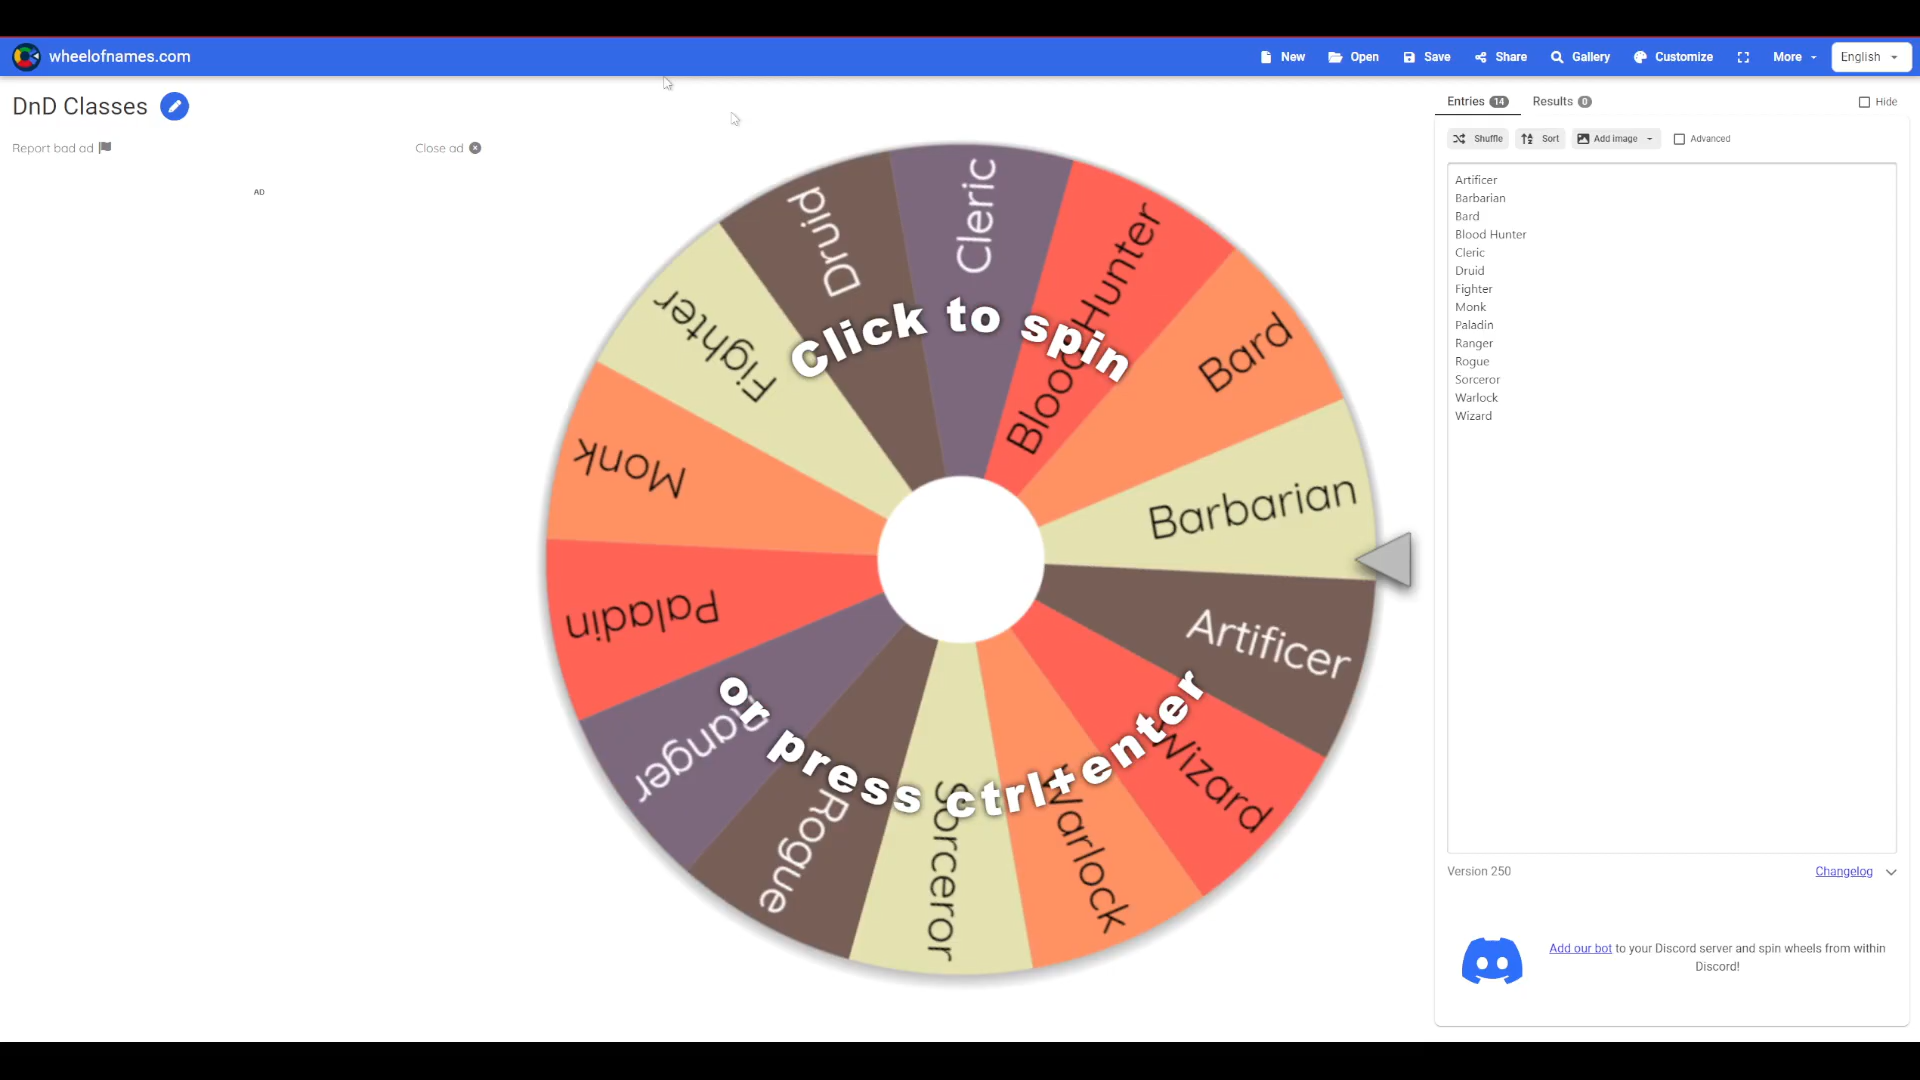 wheelofnames.com
New
Open
Save
Share
Gallery
Customize
More
English
DnD Classes
Report bad ad
Close ad
AD
Cleric
Druid
Blood Hunter
Bard
Fighter
Click to spin
Monk
Barbarian
Paladin
Artificer
Ranger
or press ctrl+enter
Wizard
Rogue
Sorceror
Warlock
Entries 14
Results 0
Hide
Shuffle
Sort
Add image
Advanced
Artificer
Barbarian
Bard
Blood Hunter
Cleric
Druid
Fighter
Monk
Paladin
Ranger
Rogue
Sorceror
Warlock
Wizard
Version 250
Changelog
Add our bot to your Discord server and spin wheels from within
Discord!